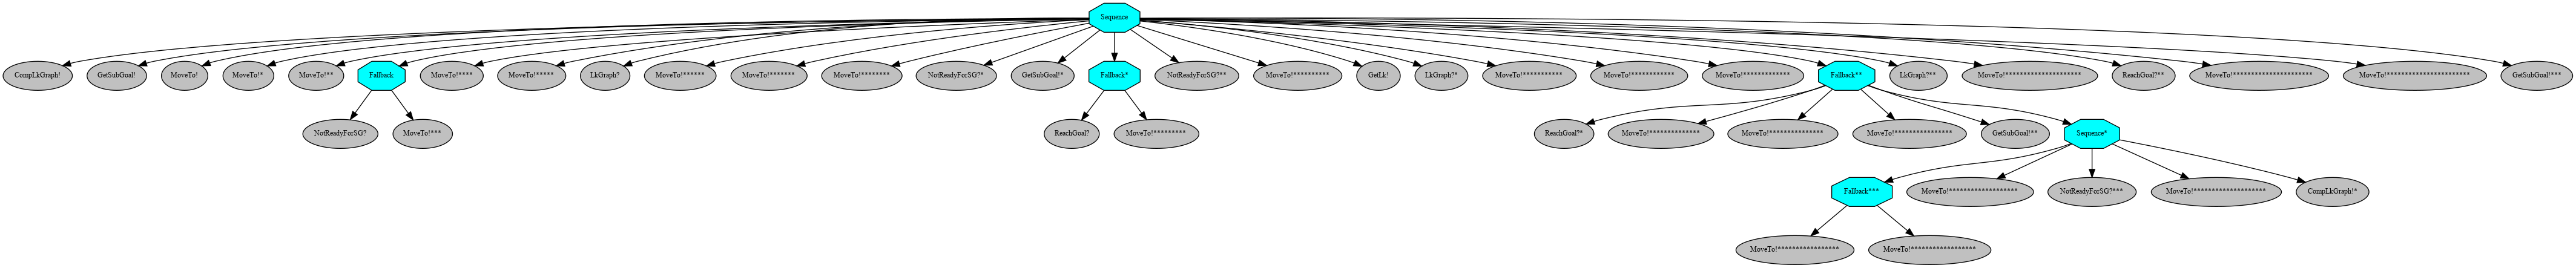 Sequence
CompLkGraph!
GetSubGoal!
MoveTo!
MoveTo!*
MoveTo!**
Fallback
MoveTo!****
MoveTo!*****
LkGraph?
MoveTo!******
MoveTo!*******
MoveTo!********
NotReadyForSG?*
GetSubGoal!*
Fallback*
NotReadyForSG?**
MoveTo!**********
GetLk!
LkGraph?*
MoveTo!***********
MoveTo!************
MoveTo!*************
Fallback**
LkGraph?**
MoveTo!*********************
ReachGoal?**
MoveTo!**********************
MoveTo!***********************
GetSubGoal!***
NotReadyForSG?
MoveTo!***
ReachGoal?
MoveTo!*********
ReachGoal?*
MoveTo!**************
MoveTo!***************
MoveTo!****************
GetSubGoal!**
Sequence*
Fallback***
MoveTo!*******************
NotReadyForSG?***
MoveTo!********************
CompLkGraph!*
MoveTo!*****************
MoveTo!******************